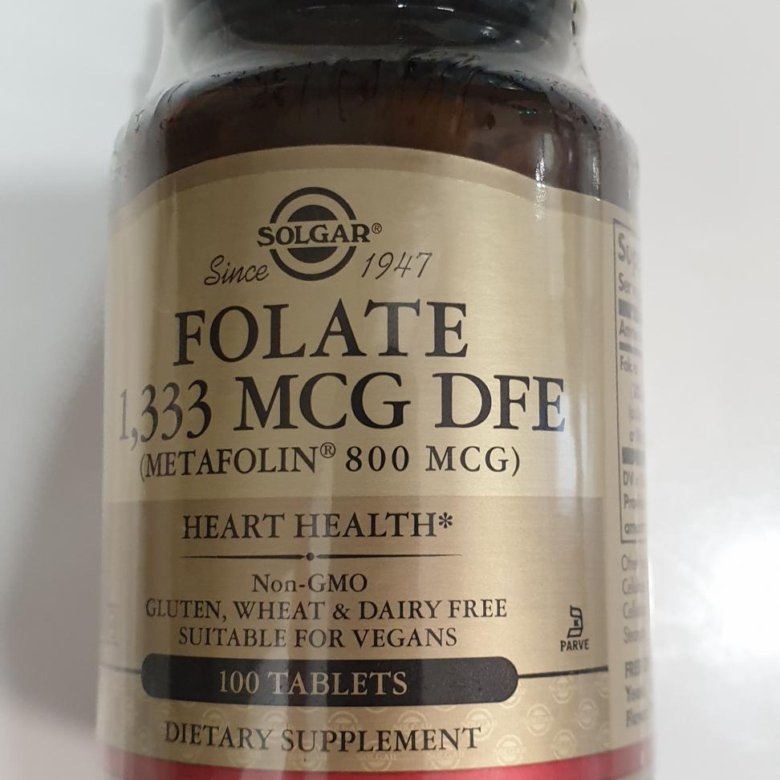 SOLGAR®
Since 1947
FOLATE
1,333 MCG DFE
(METAFOLIN® 800 MCG)
HEART HEALTH*
Non-GMO
GLUTEN, WHEAT & DAIRY FREE
SUITABLE FOR VEGANS
PARVE
100 TABLETS
DIETARY SUPPLEMENT